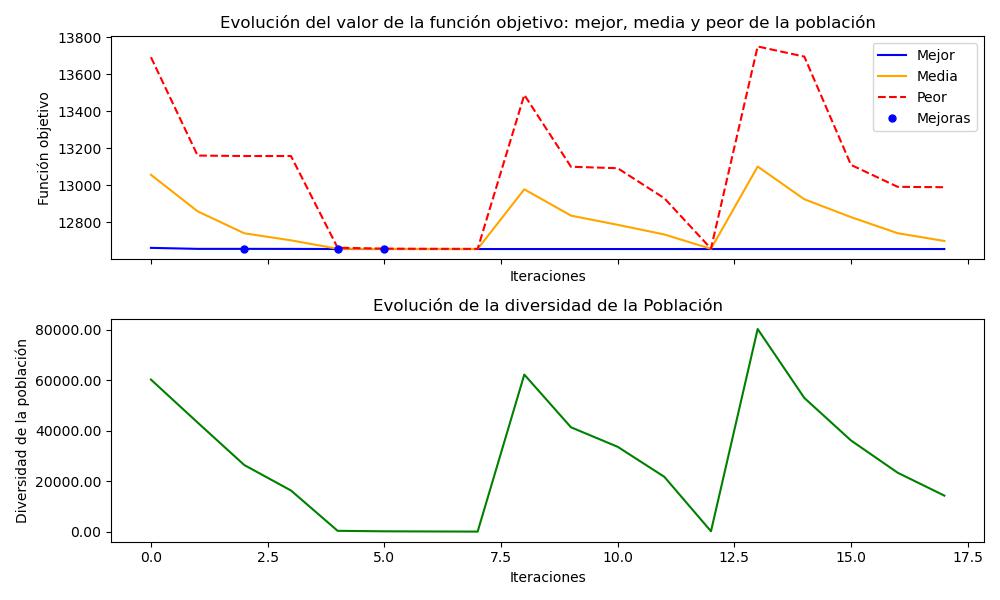 Evolución del valor de la función objetivo: mejor, media y peor de la población
13800
13600
13400
13200
13000
12800
Función objetivo
Mejor
Media
Peor
Mejoras
Iteraciones
Evolución de la diversidad de la Población
80000.00
60000.00
40000.00
20000.00
0.00
Diversidad de la población
0.0 2.5 5.0 7.5 10.0 12.5 15.0 17.5
Iteraciones